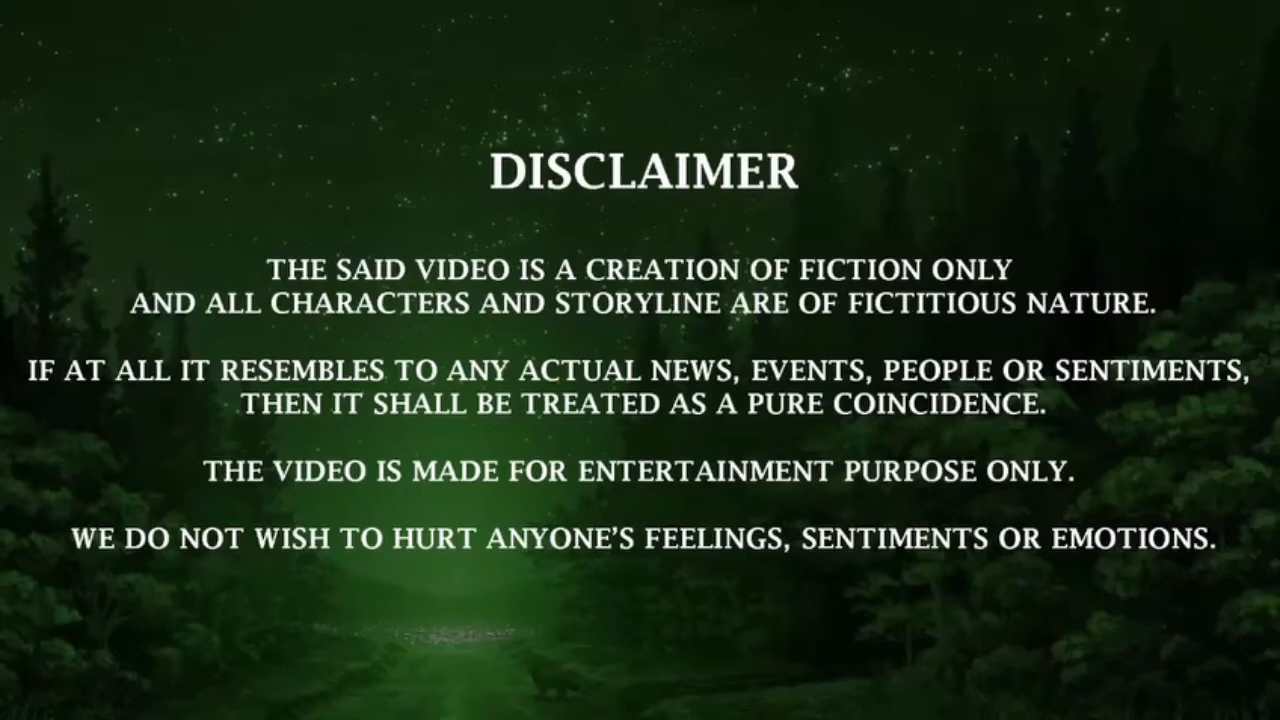 DISCLAIMER
THE SAID VIDEO IS A CREATION OF FICTION ONLY
AND ALL CHARACTERS AND STORYLINE ARE OF FICTITIOUS NATURE.
IF AT ALL IT RESEMBLES TO ANY ACTUAL NEWS, EVENTS, PEOPLE OR SENTIMENTS,
THEN IT SHALL BE TREATED AS A PURE COINCIDENCE.
THE VIDEO IS MADE FOR ENTERTAINMENT PURPOSE ONLY.
WE DO NOT WISH TO HURT ANYONE'S FEELINGS, SENTIMENTS OR EMOTIONS.